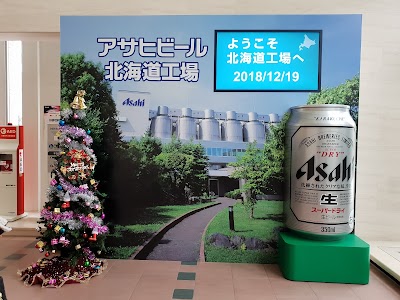 アサヒビール
北海道工場
ようこそ
北海道工場へ
2018/12/19
Asahi
"DRY"
Asahi
生
スーパードライ
350ml
AED